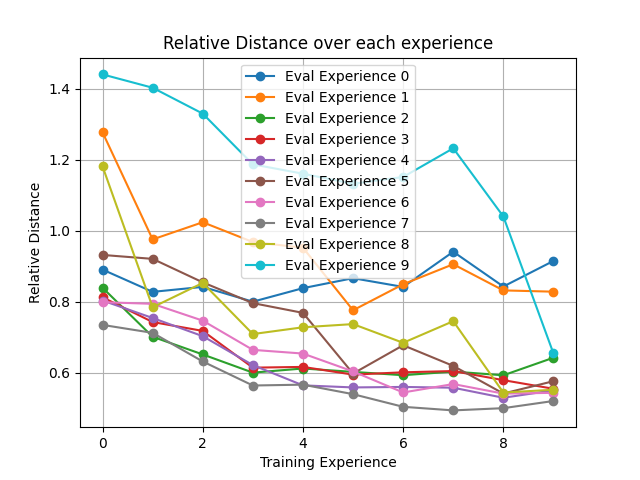 Relative Distance over each experience
1.4
1.2
1.0
0.8
0.6
Relative Distance
Eval Experience 0
Eval Experience 1
Eval Experience 2
Eval Experience 3
Eval Experience 4
Eval Experience 5
Eval Experience 6
Eval Experience 7
Eval Experience 8
Eval Experience 9
0 2 4 6 8
Training Experience